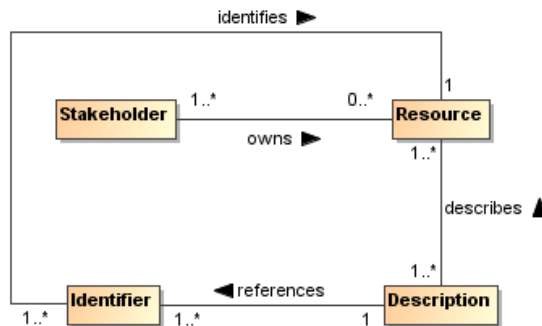 identifies
1
Stakeholder
1..*
0..*
Resource
owns
1..*
describes
1..*
Identifier
references
Description
1..*
1..*
1